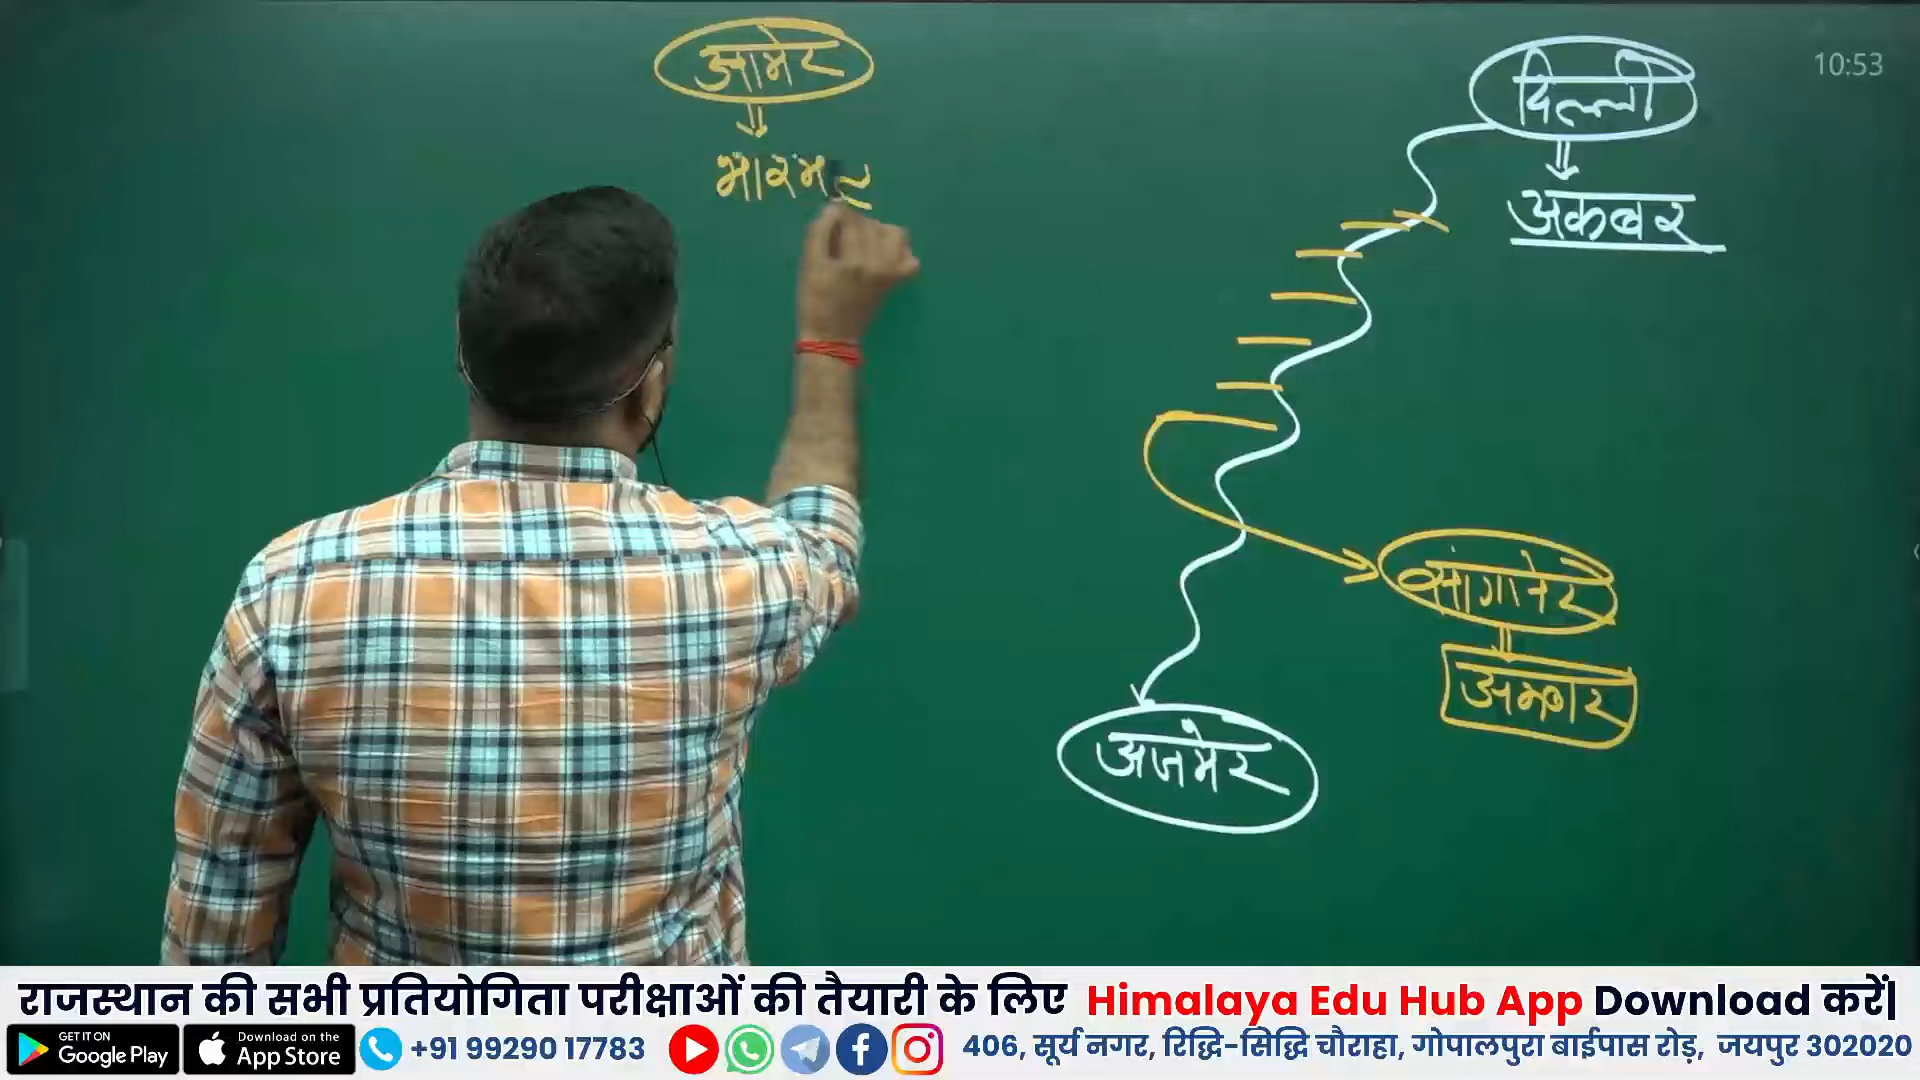 आमेर
भारमल
10:53
दिल्ली
अकबर
सांगानेर
अकबर
अजमेर
राजस्थान की सभी प्रतियोगिता परीक्षाओं की तैयारी के लिए Himalaya Edu Hub App Download करें|
GET IT ON Google Play Download on the App Store +91 99290 17783 406, सूर्य नगर, रिद्धि-सिद्धि चौराहा, गोपालपुरा बाईपास रोड़, जयपुर 302020